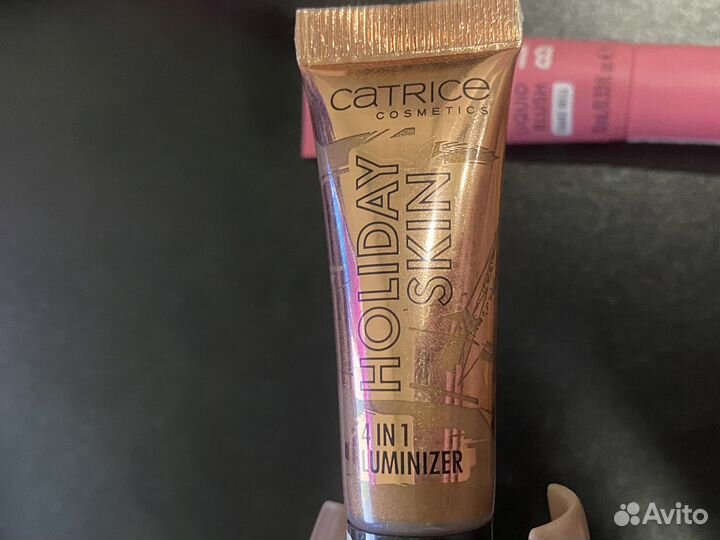 CATRICE
COSMETICS
HOLIDAY
SKIN
4 IN 1
LUMINIZER
LIQUID
BLUSH
Avito